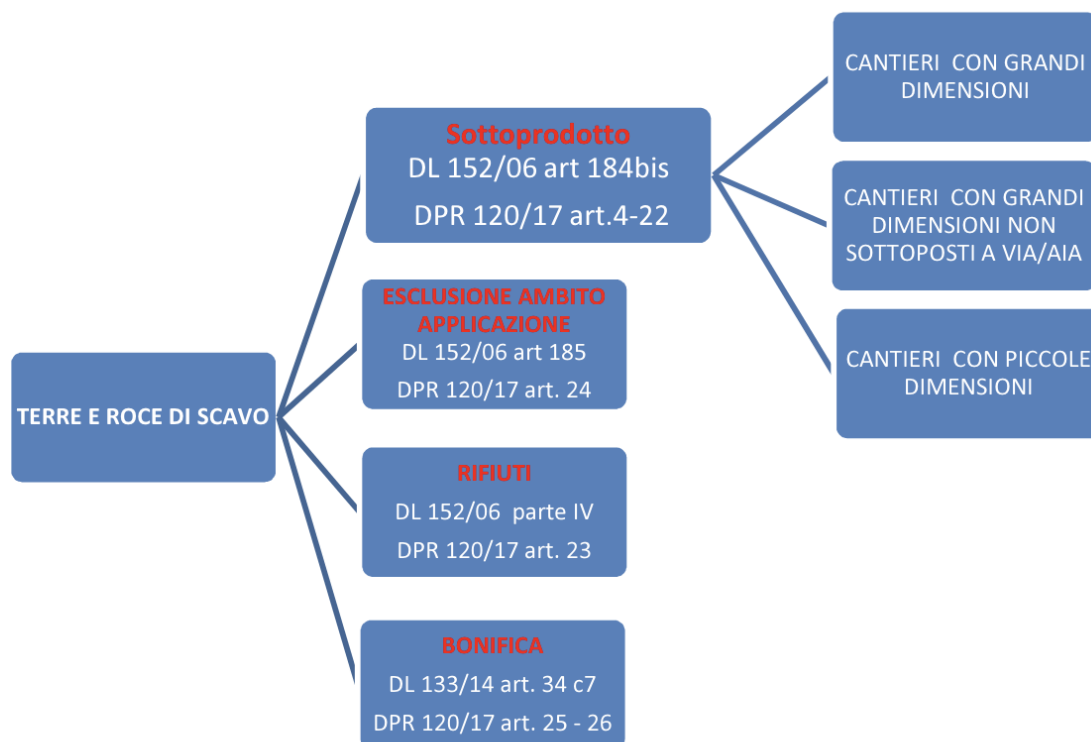 TERRE E ROCE DI SCAVO
Sottoprodotto
DL 152/06 art 184bis
DPR 120/17 art.4-22
ESCLUSIONE AMBITO
APPLICAZIONE
DL 152/06 art 185
DPR 120/17 art. 24
RIFIUTI
DL 152/06 parte IV
DPR 120/17 art. 23
BONIFICA
DL 133/14 art. 34 c7
DPR 120/17 art. 25 - 26
CANTIERI CON GRANDI
DIMENSIONI
CANTIERI CON GRANDI
DIMENSIONI NON
SOTTOPOSTI A VIA/AIA
CANTIERI CON PICCOLE
DIMENSIONI